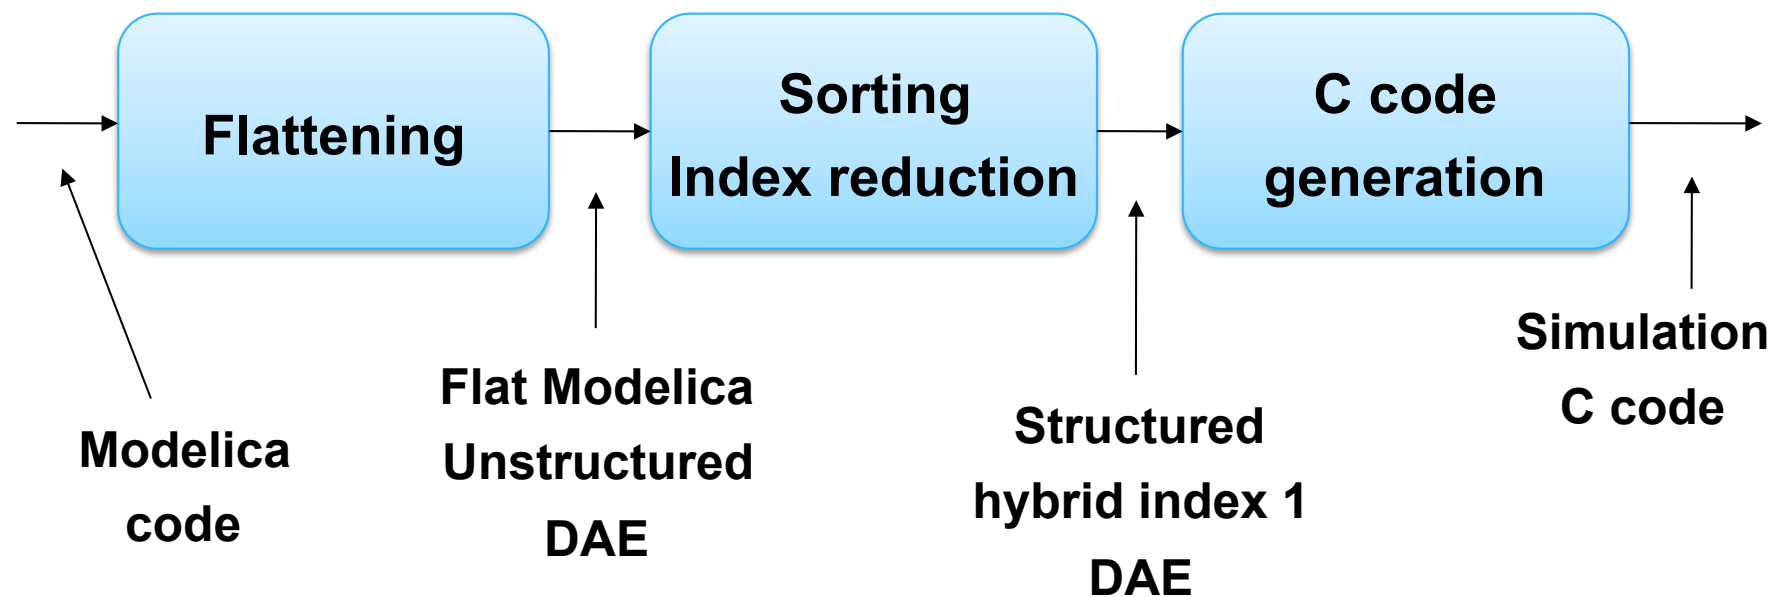 Flattening
Sorting
Index reduction
C code
generation
Modelica
code
Flat Modelica
Unstructured
DAE
Structured
hybrid index 1
DAE
Simulation
C code